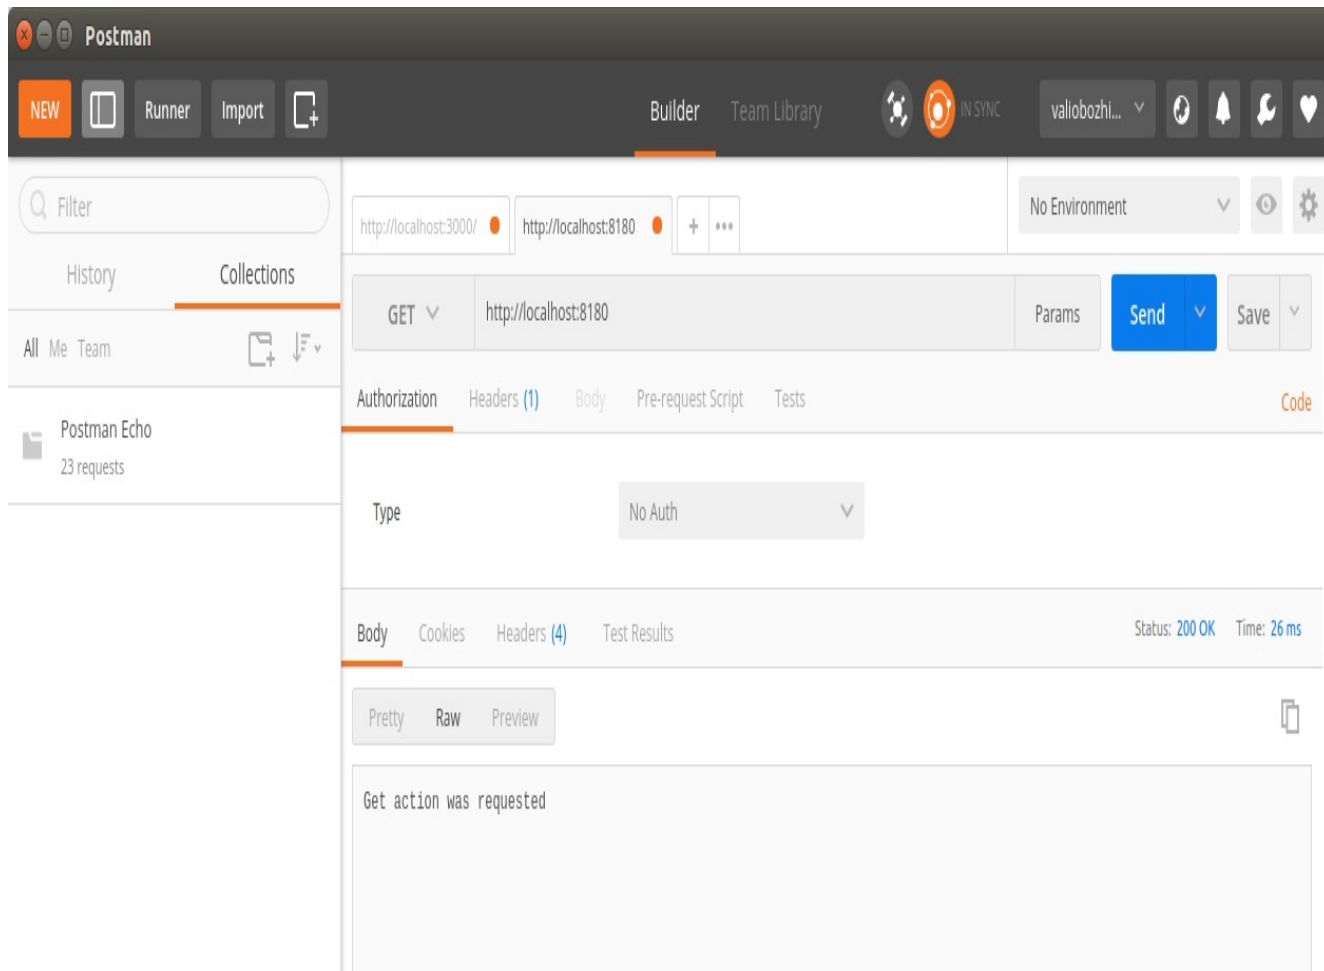 Postman
NEW Runner Import Builder Team Library IN SYNC valiobozhi...
Filter
History Collections
All Me Team
Postman Echo
23 requests
http://localhost:3000/ http://localhost:8180 + •••
No Environment
GET http://localhost:8180 Params Send Save
Authorization Headers (1) Body Pre-request Script Tests Code
Type No Auth
Body Cookies Headers (4) Test Results Status: 200 OK Time: 26 ms
Pretty Raw Preview
Get action was requested